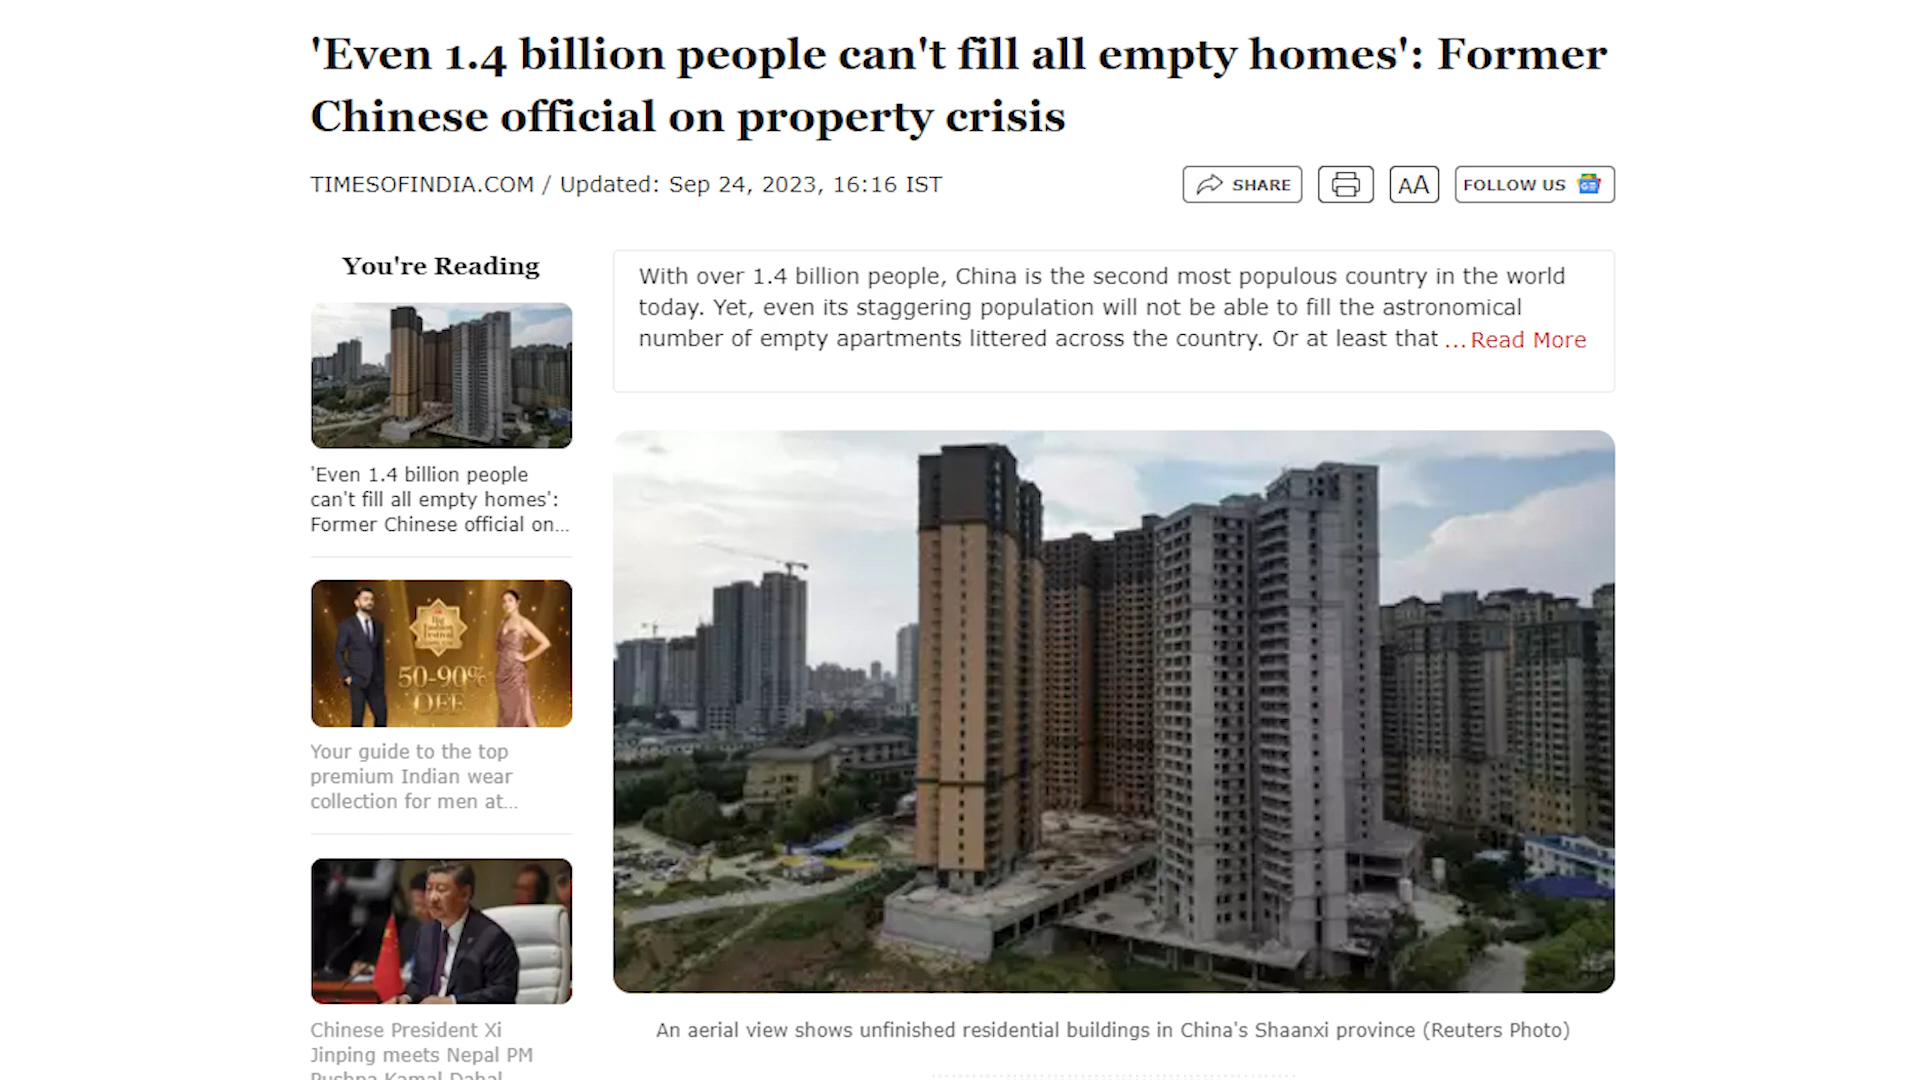 'Even 1.4 billion people can't fill all empty homes': Former
Chinese official on property crisis
TIMESOFINDIA.COM / Updated: Sep 24, 2023, 16:16 IST
SHARE
AA
FOLLOW US
You're Reading
'Even 1.4 billion people
can't fill all empty homes':
Former Chinese official on...
50-90%
OFF
Your guide to the top
premium Indian wear
collection for men at...
Chinese President Xi
Jinping meets Nepal PM
Pushpa Kamal Dahal
With over 1.4 billion people, China is the second most populous country in the world
today. Yet, even its staggering population will not be able to fill the astronomical
number of empty apartments littered across the country. Or at least that ... Read More
An aerial view shows unfinished residential buildings in China's Shaanxi province (Reuters Photo)